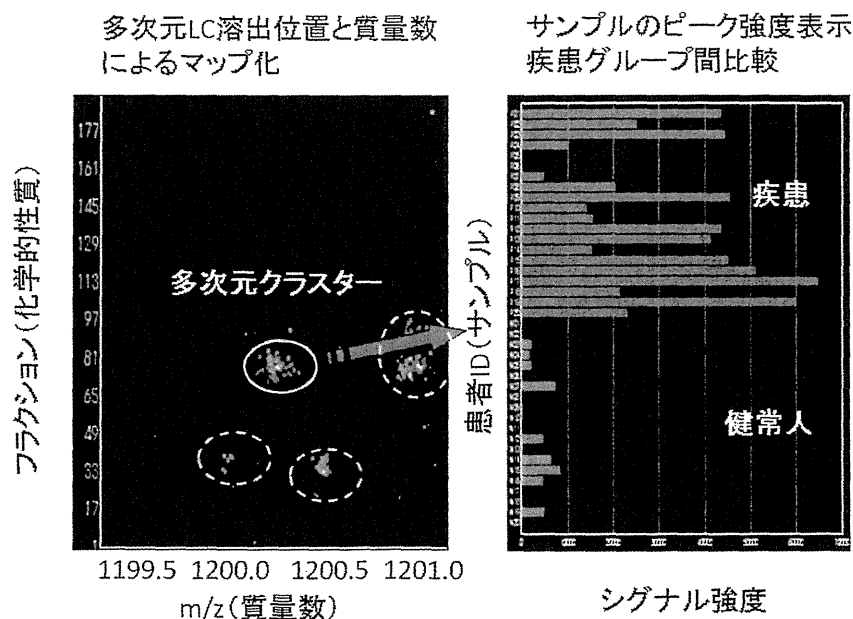 多次元LC溶出位置と質量数
によるマップ化
サンプルのピーク強度表示
疾患グループ間比較
フラクション(化学的性質)
177
161
145
129
113
97
81
65
49
33
17
1
多次元クラスター
1199.5 1200.0 1200.5 1201.0
m/z(質量数)
患者ID(サンプル)
疾患
健常人
シグナル強度